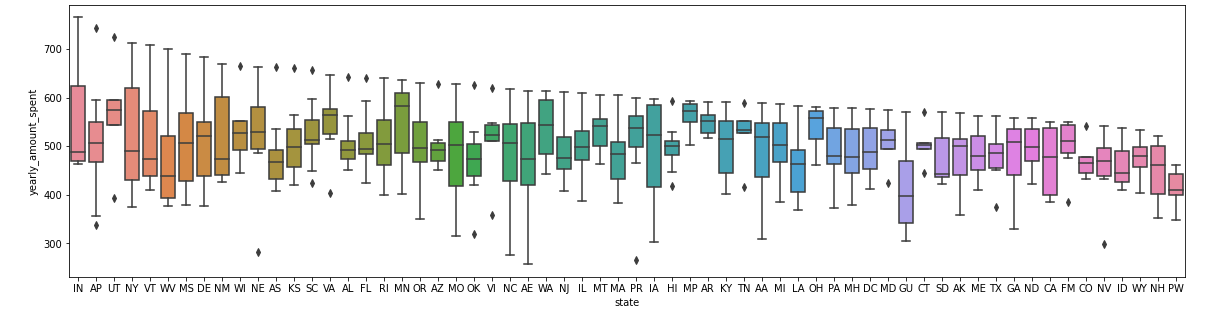 yearly_amount_spent
700
600
500
400
300
IN AP UT NY VT WV MS DE NM WI NE AS KS SC VA AL FL RI MN OR AZ MO OK VI NC AE WA NJ IL MT MA PR IA HI MP AR KY TN AA MI LA OH PA MH DC MD GU CT SD AK ME TX GA ND CA FM CO NV ID WY NH PW
state